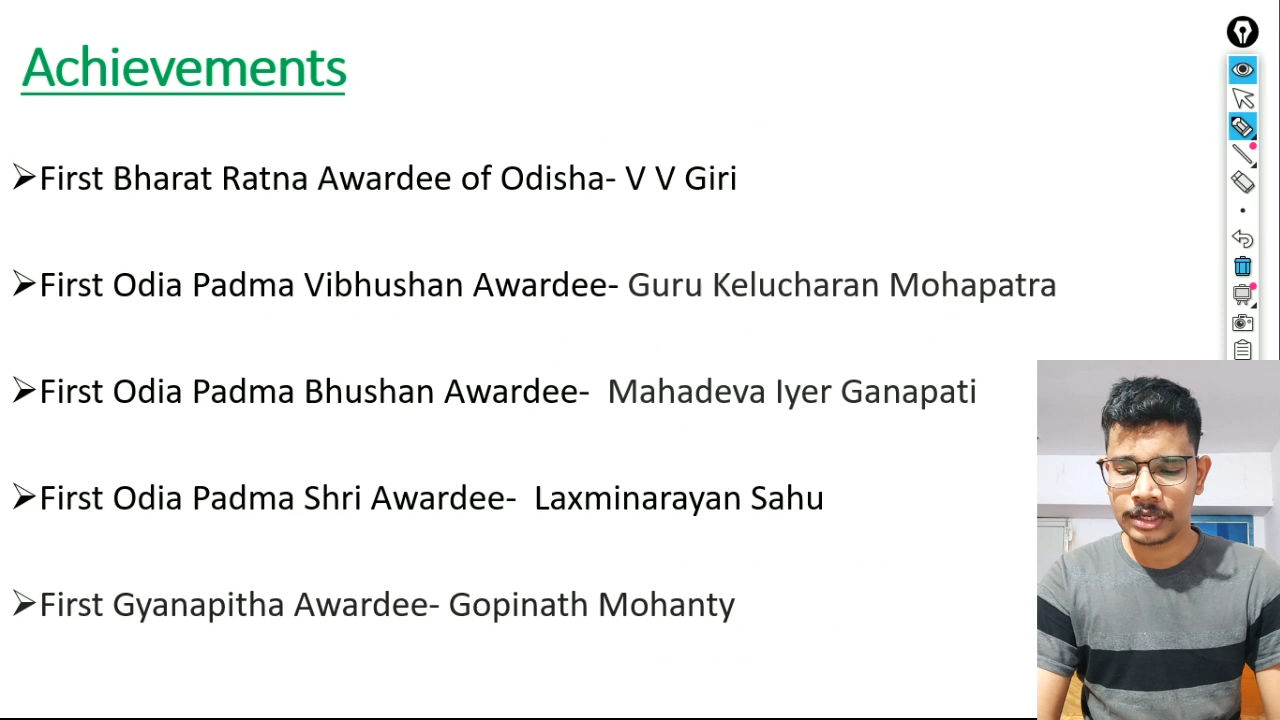 Achievements
➢First Bharat Ratna Awardee of Odisha- V V Giri
➢First Odia Padma Vibhushan Awardee- Guru Kelucharan Mohapatra
➢First Odia Padma Bhushan Awardee-  Mahadeva Iyer Ganapati
➢First Odia Padma Shri Awardee-  Laxminarayan Sahu
➢First Gyanapitha Awardee- Gopinath Mohanty